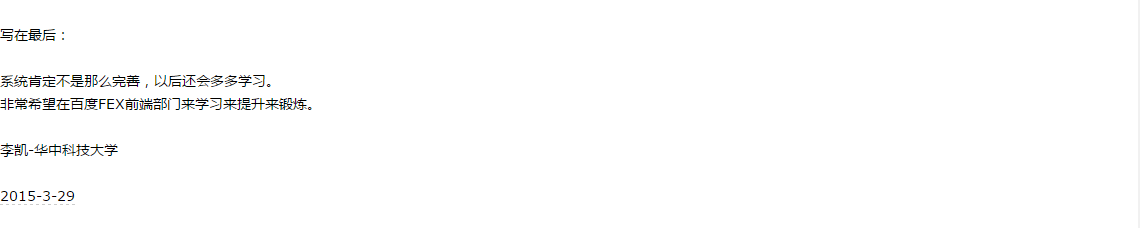 写在最后：
系统肯定不是那么完善，以后还会多多学习。
非常希望在百度FEX前端部门来学习来提升来锻炼。
李凯-华中科技大学
2015-3-29